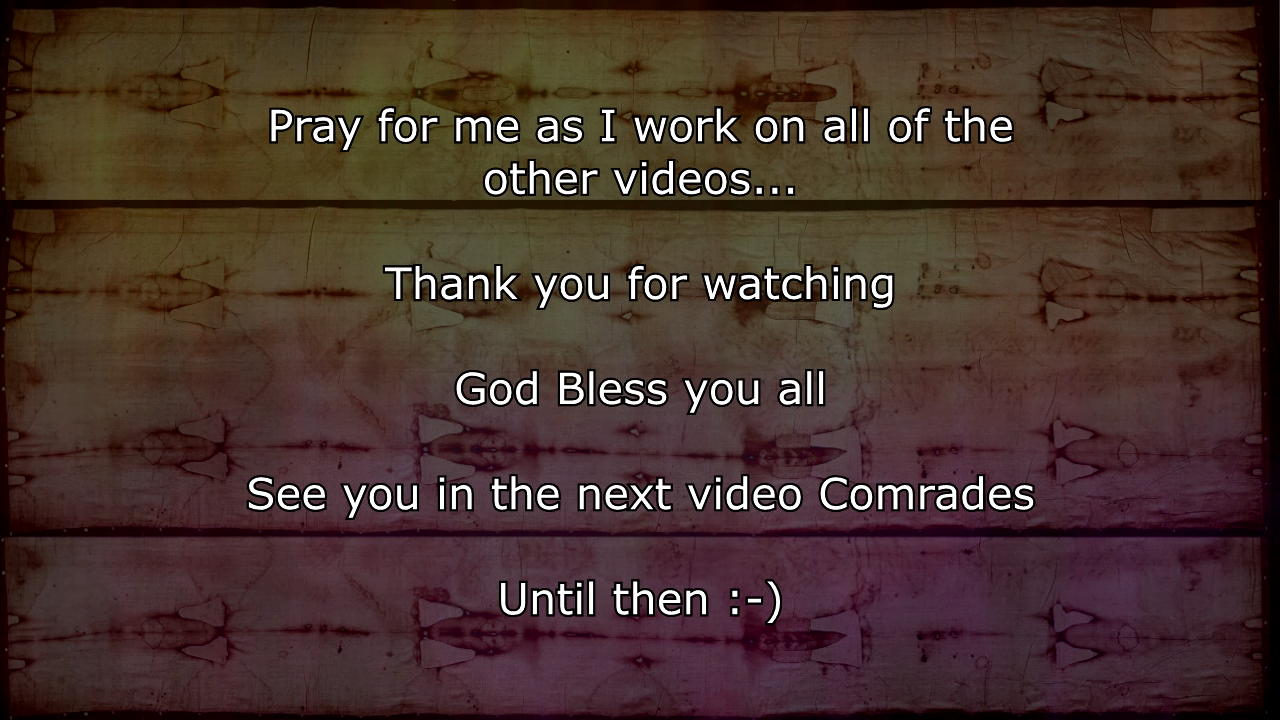 Pray for me as I work on all of the
other videos...
Thank you for watching
God Bless you all
See you in the next video Comrades
Until then :-)